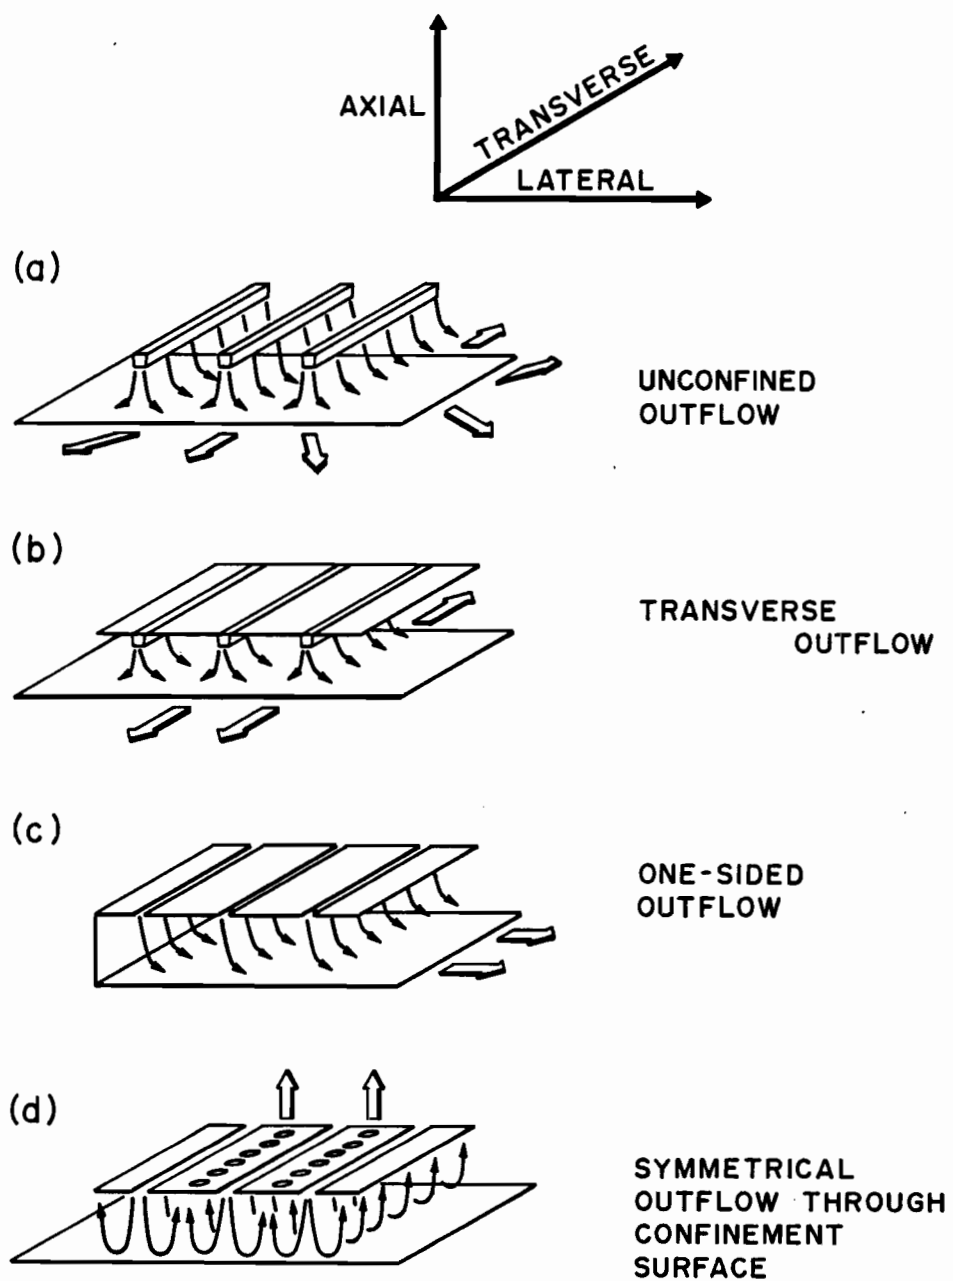 AXIAL
TRANSVERSE
LATERAL
(a)
UNCONFINED
OUTFLOW
(b)
TRANSVERSE
OUTFLOW
(c)
ONE-SIDED
OUTFLOW
(d)
SYMMETRICAL
OUTFLOW THROUGH
CONFINEMENT
SURFACE